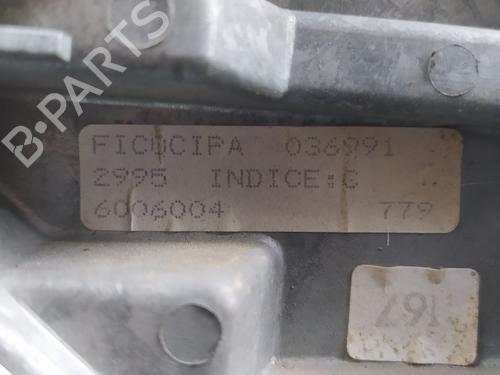 B-PARTS
FICOCIPA 036991
2995 INDICE:C
6006004 779
167